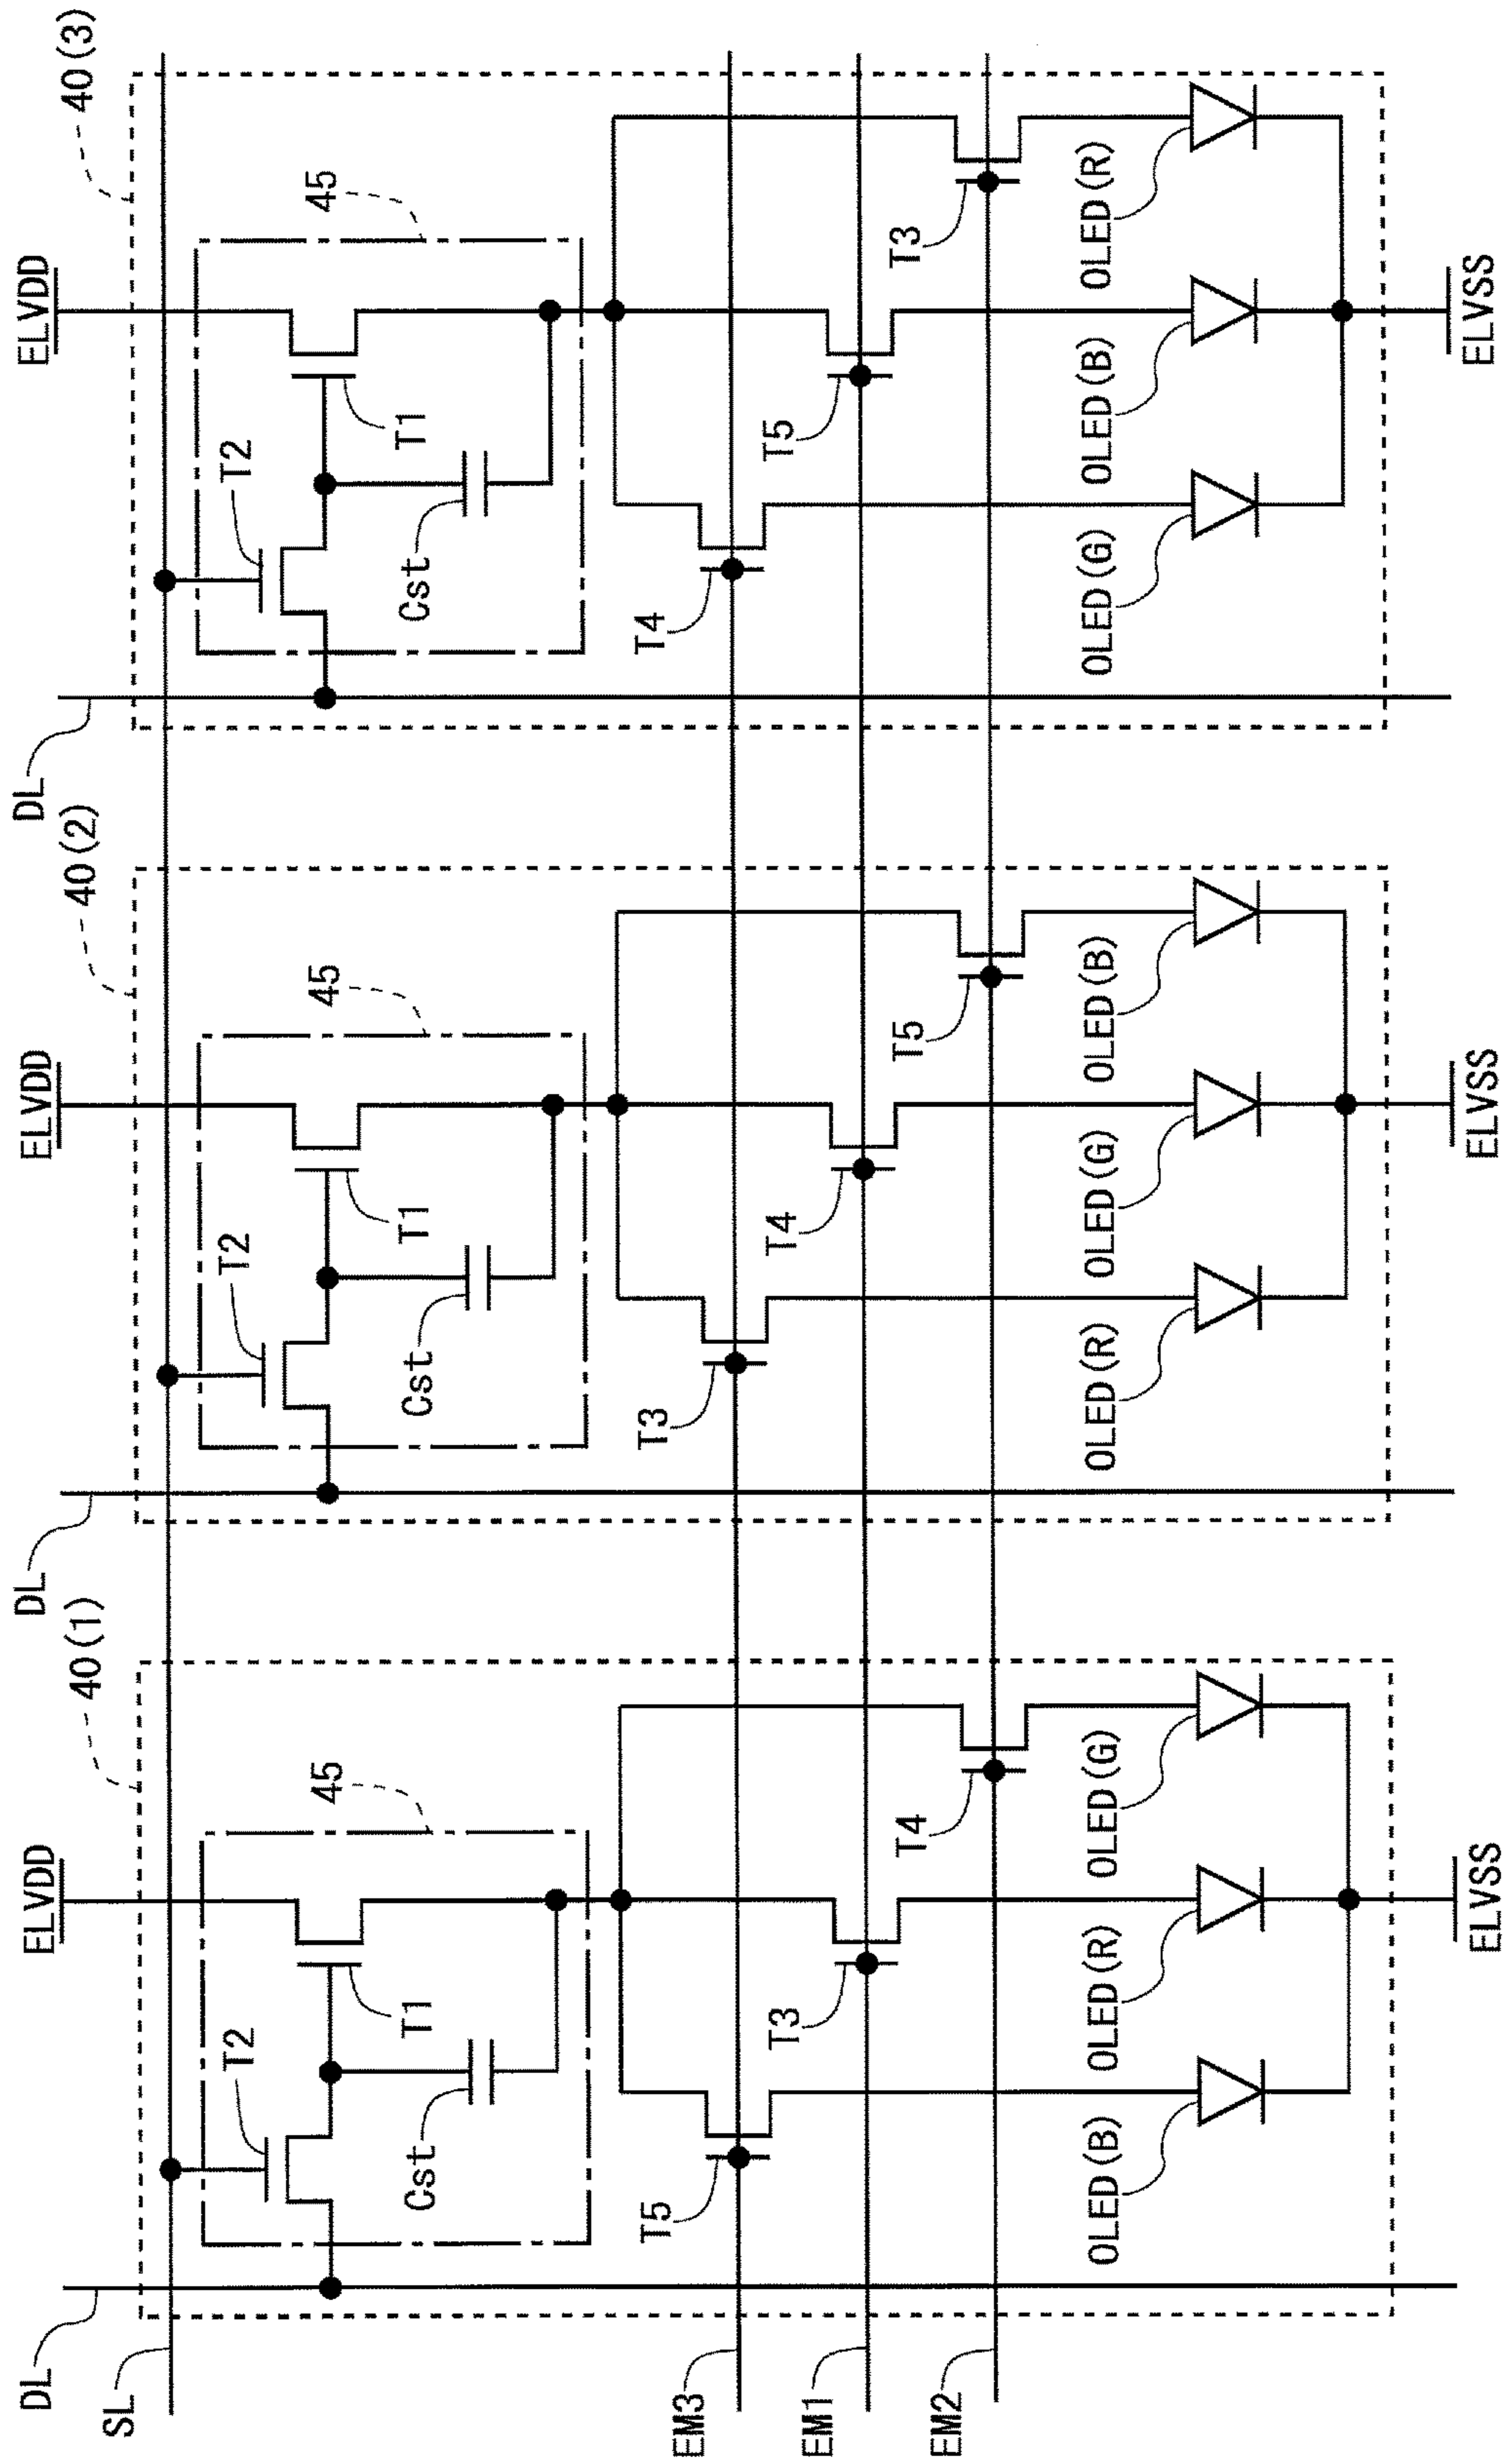 40(1)
40(2)
40(3)
ELVDD
ELVDD
ELVDD
DL
DL
DL
SL
45
45
45
T2
T1
T2
T1
T2
T1
Cst
Cst
Cst
EM3
T5
T3
T4
EM1
T3
T4
T5
EM2
T4
T5
T3
OLED(B)
OLED(R)
OLED(G)
OLED(R)
OLED(G)
OLED(B)
OLED(G)
OLED(B)
OLED(R)
ELVSS
ELVSS
ELVSS